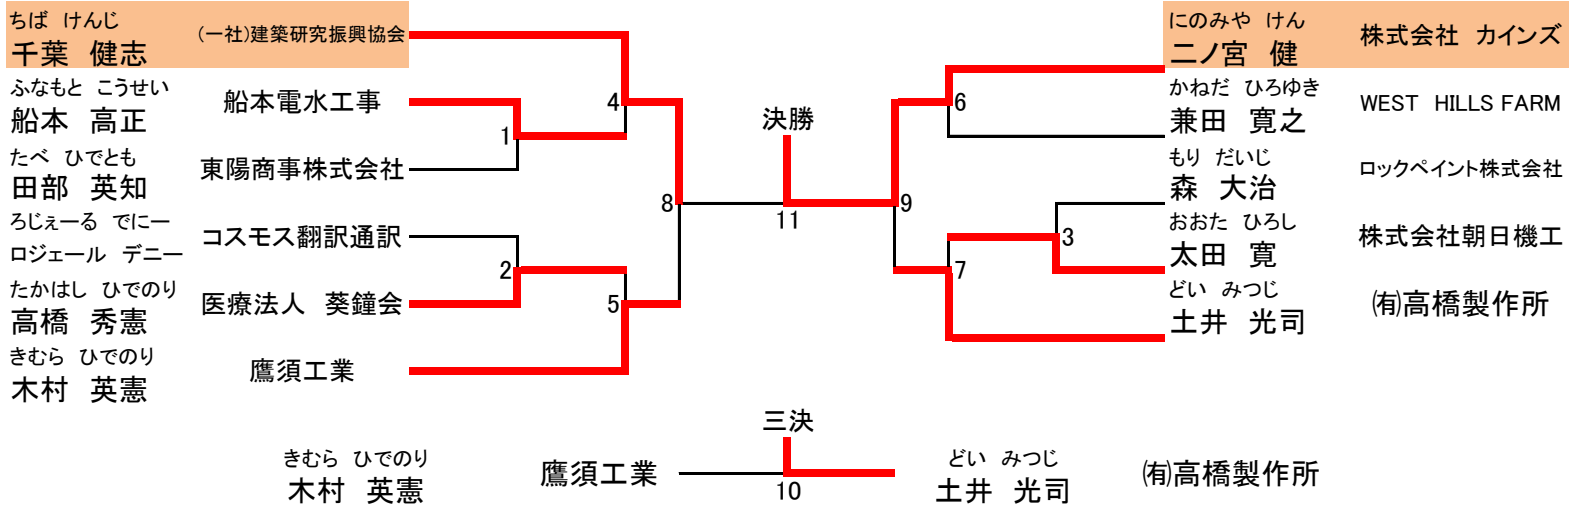 ちば けんじ
千葉 健志
(一社)建築研究振興協会
ふなもと こうせい
船本 高正
船本電水工事
たべ ひでとも
田部 英知
東陽商事株式会社
ろじぇーる でにー
ロジェール デニー
コスモス翻訳通訳
たかはし ひでのり
高橋 秀憲
医療法人 葵鐘会
きむら ひでのり
木村 英憲
鷹須工業
1
2
4
5
8
決勝
11
9
6
7
3
にのみや けん
二ノ宮 健
株式会社 カインズ
かねだ ひろゆき
兼田 寛之
WEST HILLS FARM
もり だいじ
森 大治
ロックペイント株式会社
おおた ひろし
太田 寛
株式会社朝日機工
どい みつじ
土井 光司
㈲高橋製作所
三決
10
きむら ひでのり
木村 英憲
鷹須工業
どい みつじ
土井 光司
㈲高橋製作所